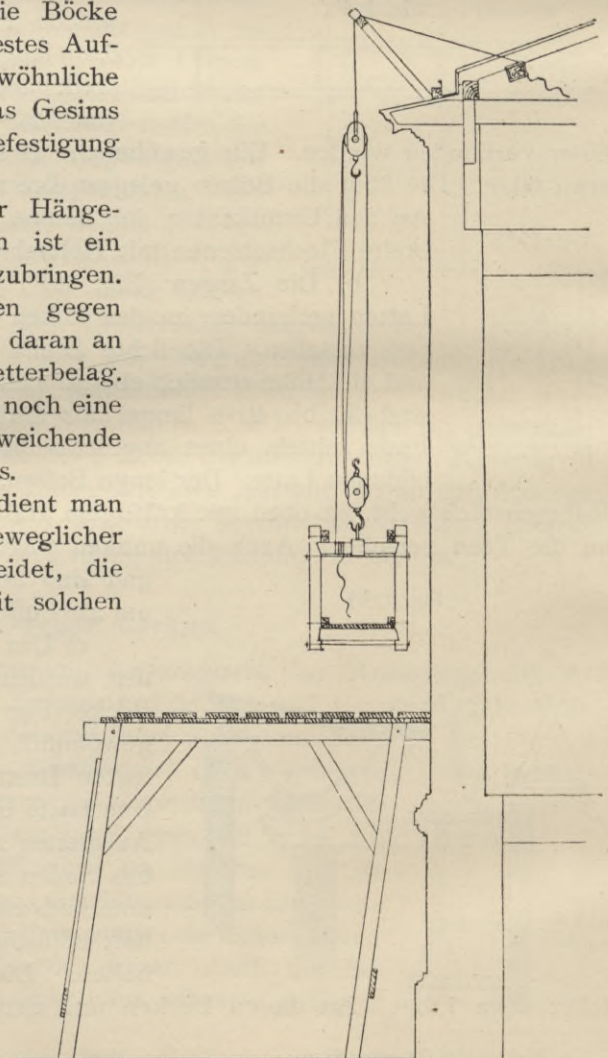 ie Böcke
estes Auf-
wöhnliche
as Gesims
efestigung
r Hänge-
n ist ein
zubringen.
en gegen
daran an
etterbelag.
noch eine
weichende
s.
dient man
eweglicher
eidet, die
it solchen